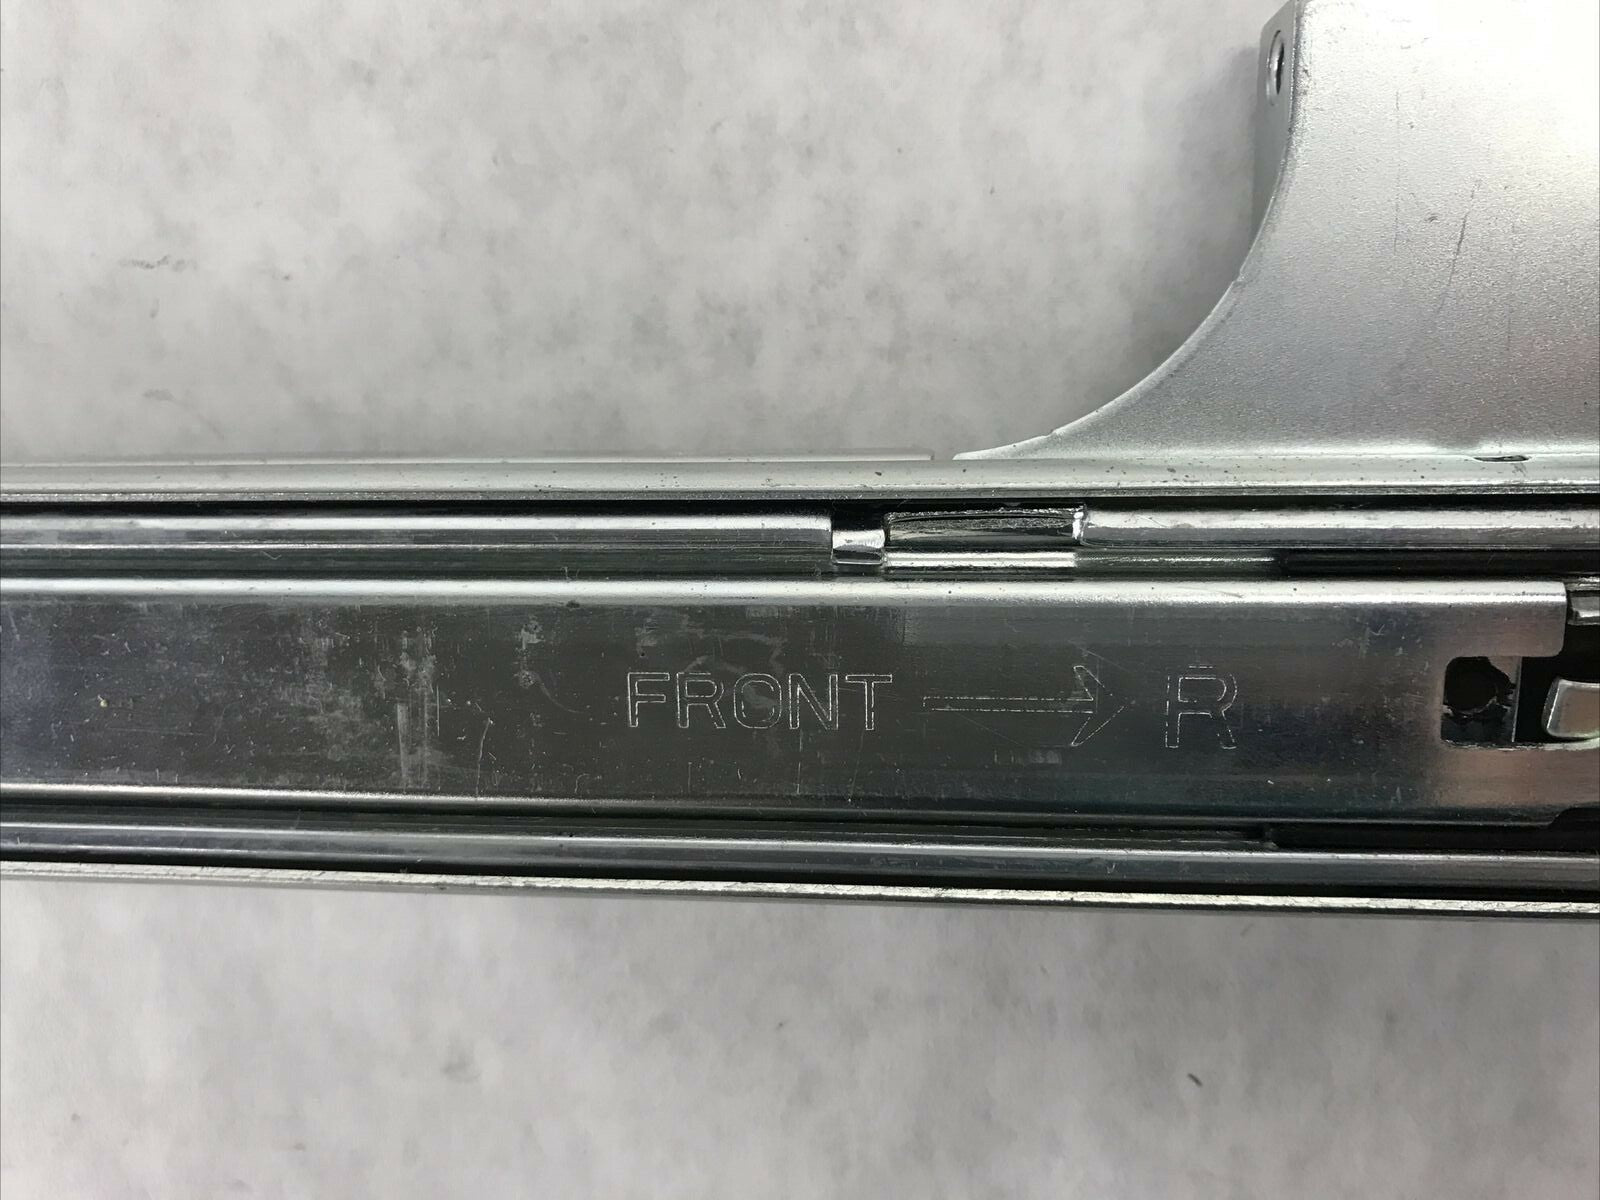 FRONT → R